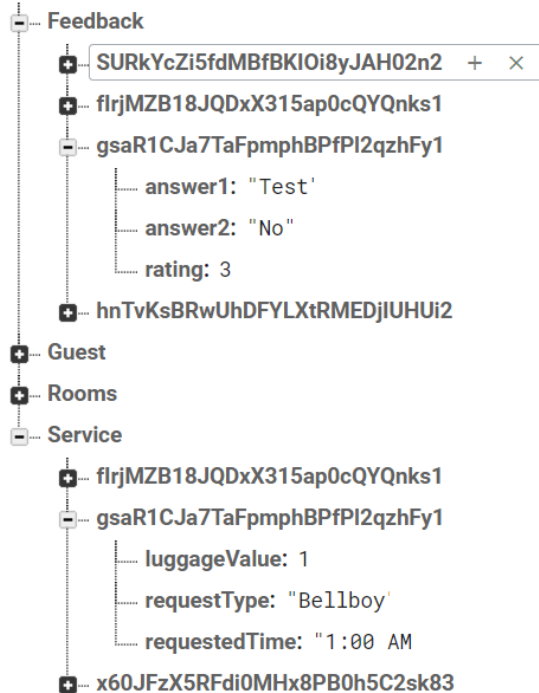 Feedback
SURkYcZi5fdMBfBKIOi8yJAH02n2 + ×
flrjMZB18JQDxX315ap0cQYQnks1
gsaR1CJa7TaFpmphBPfPl2qzhFy1
answer1: "Test'
answer2: "No"
rating: 3
hnTvKsBRwUhDFYLXtRMEDjlUHUi2
Guest
Rooms
Service
flrjMZB18JQDxX315ap0cQYQnks1
gsaR1CJa7TaFpmphBPfPl2qzhFy1
luggageValue: 1
requestType: "Bellboy'
requestedTime: "1:00 AM
x60JFzX5RFdi0MHx8PB0h5C2sk83